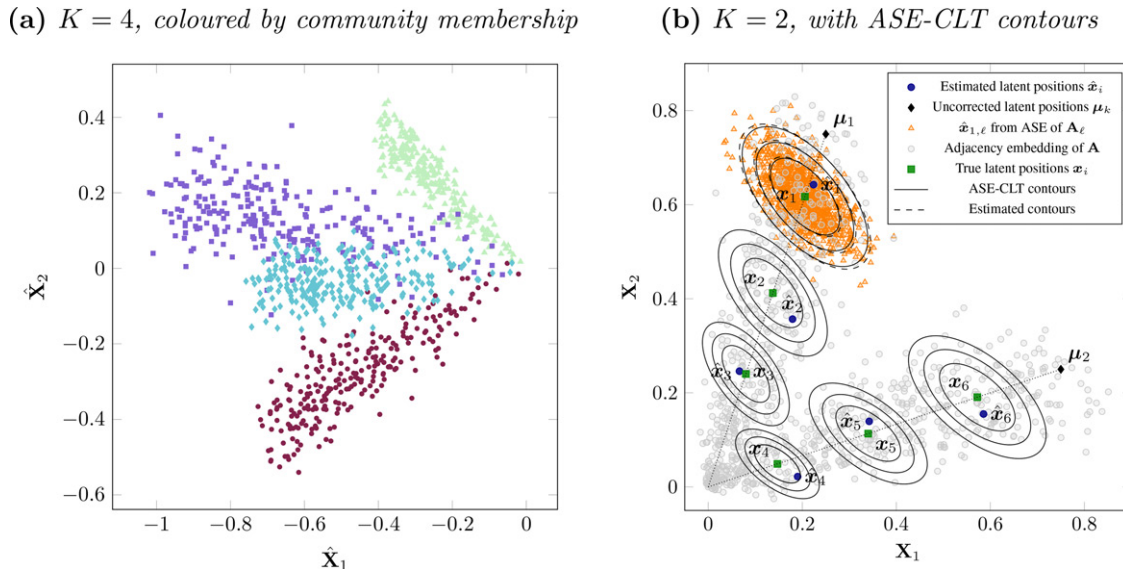 (a) K = 4, coloured by community membership
0.4
0.2
0
−0.2
−0.4
−0.6
X̂₂
−1 −0.8 −0.6 −0.4 −0.2 0
X̂₁
(b) K = 2, with ASE-CLT contours
Estimated latent positions x̂ᵢ
Uncorrected latent positions μₖ
x̂₁,ℓ from ASE of Aℓ
Adjacency embedding of A
True latent positions xᵢ
ASE-CLT contours
Estimated contours
0.8
0.6
0.4
0.2
0
X₂
μ₁
x₁ x̂₁
x₂
x̂₂
x̂₃ x₃
μ₂
x₆
x̂₆
x̂₅
x₅
x₄
x̂₄
0 0.2 0.4 0.6 0.8
X₁